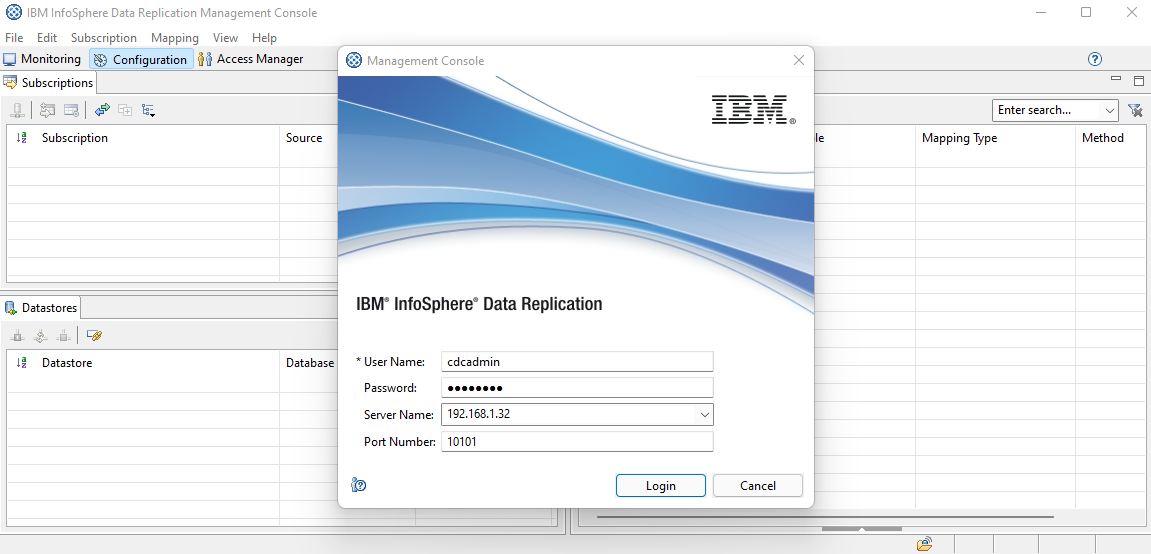 IBM InfoSphere Data Replication Management Console
File Edit Subscription Mapping View Help
Monitoring Configuration Access Manager
Subscriptions
Enter search...
Subscription Source
Mapping Type Method
Datastores
Datastore Database
Management Console
IBM®
IBM® InfoSphere® Data Replication
* User Name: cdcadmin
Password: ●●●●●●●●
Server Name: 192.168.1.32
Port Number: 10101
Login Cancel